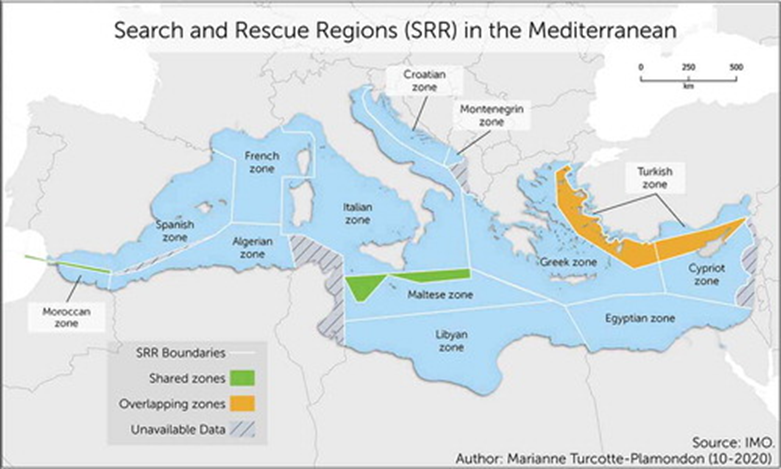 Search and Rescue Regions (SRR) in the Mediterranean
0 250 500
km
Croatian
zone
Montenegrin
zone
French
zone
Turkish
zone
Italian
zone
Spanish
zone
Algerian
zone
Greek zone
Cypriot
zone
Moroccan
zone
Maltese zone
Egyptian zone
Libyan
zone
SRR Boundaries
Shared zones
Overlapping zones
Unavailable Data
Source: IMO.
Author: Marianne Turcotte-Plamondon (10-2020)